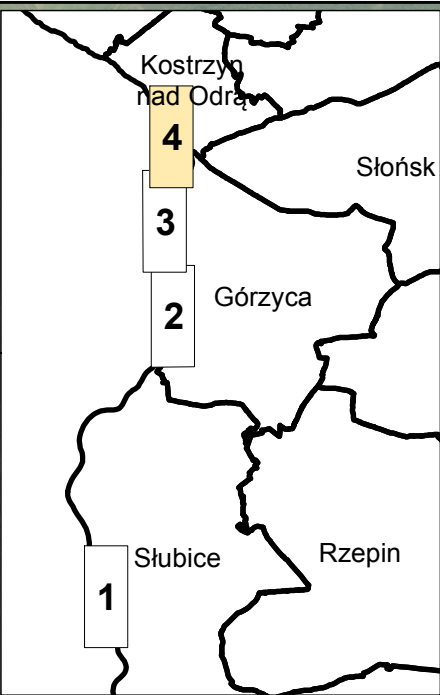 Kostrzyn
nad Odrą
4
Słońsk
3
Górzyca
2
Słubice
Rzepin
1